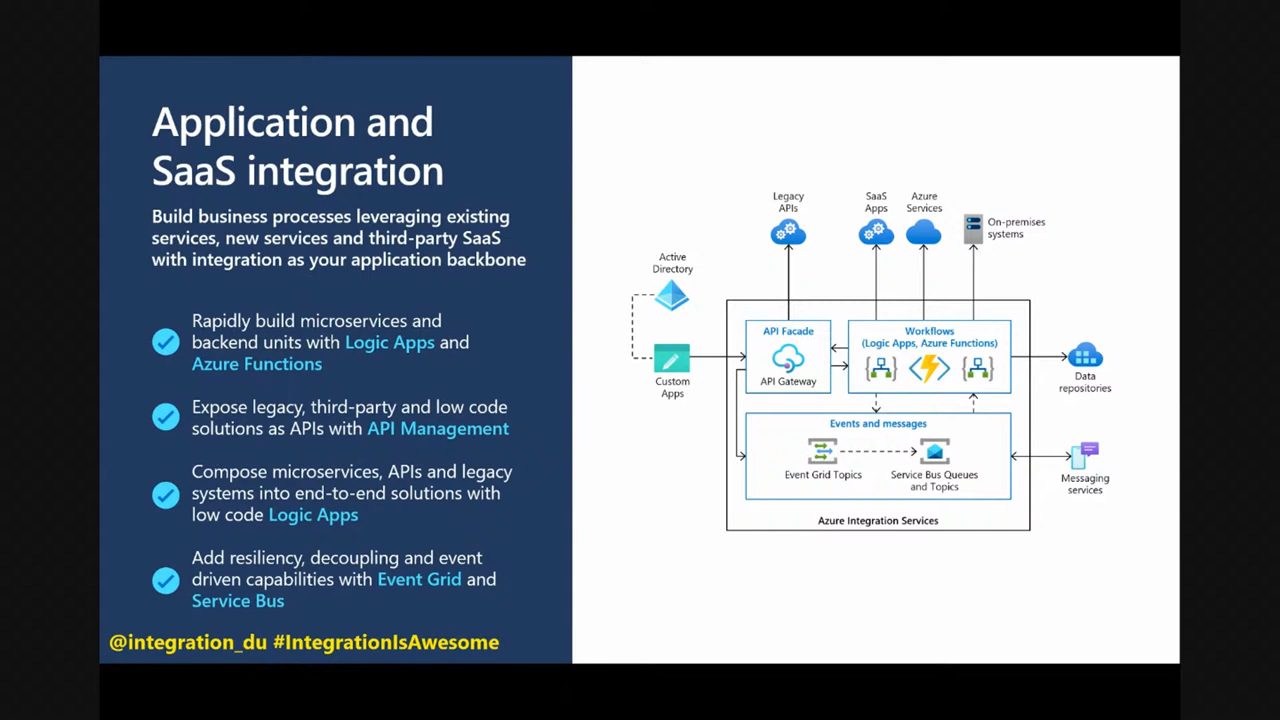 Application and
SaaS integration
Build business processes leveraging existing
services, new services and third-party SaaS
with integration as your application backbone
Rapidly build microservices and
backend units with Logic Apps and
Azure Functions
Expose legacy, third-party and low code
solutions as APIs with API Management
Compose microservices, APIs and legacy
systems into end-to-end solutions with
low code Logic Apps
Add resiliency, decoupling and event
driven capabilities with Event Grid and
Service Bus
@integration_du #IntegrationIsAwesome
Legacy
APIs
SaaS
Apps
Azure
Services
On-premises
systems
Active
Directory
Custom
Apps
API Facade
API Gateway
Workflows
(Logic Apps, Azure Functions)
Data
repositories
Events and messages
Event Grid Topics
Service Bus Queues
and Topics
Messaging
services
Azure Integration Services